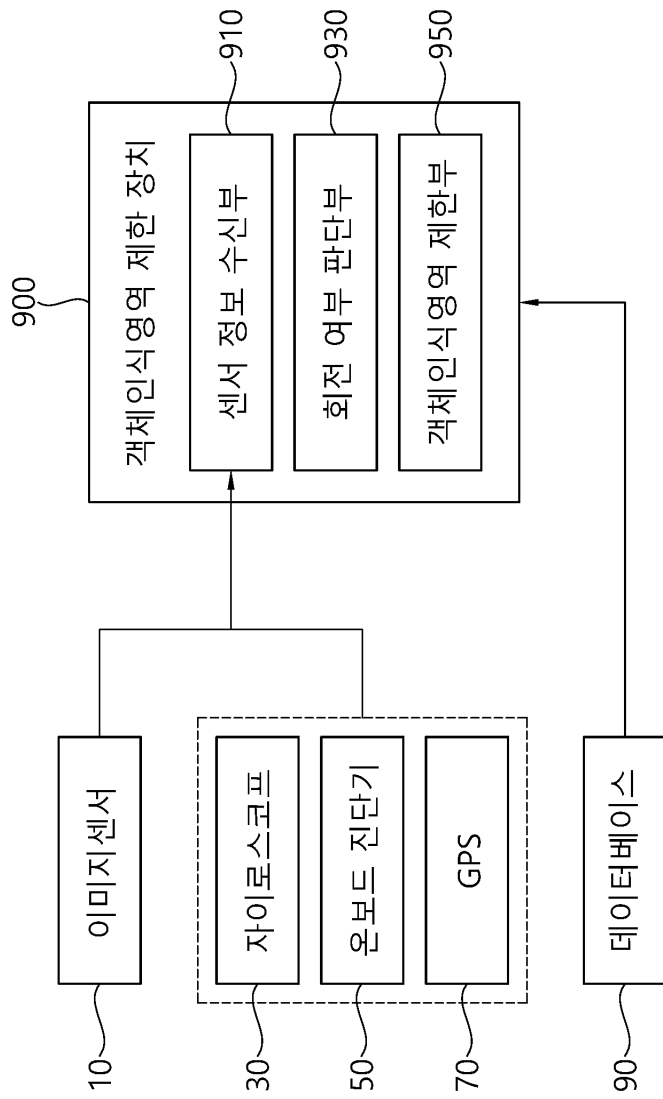 이미지센서
10
자이로스코프
30
온보드 진단기
50
GPS
70
데이터베이스
90
900
객체인식영역 제한 장치
센서 정보 수신부
910
회전 여부 판단부
930
객체인식영역 제한부
950